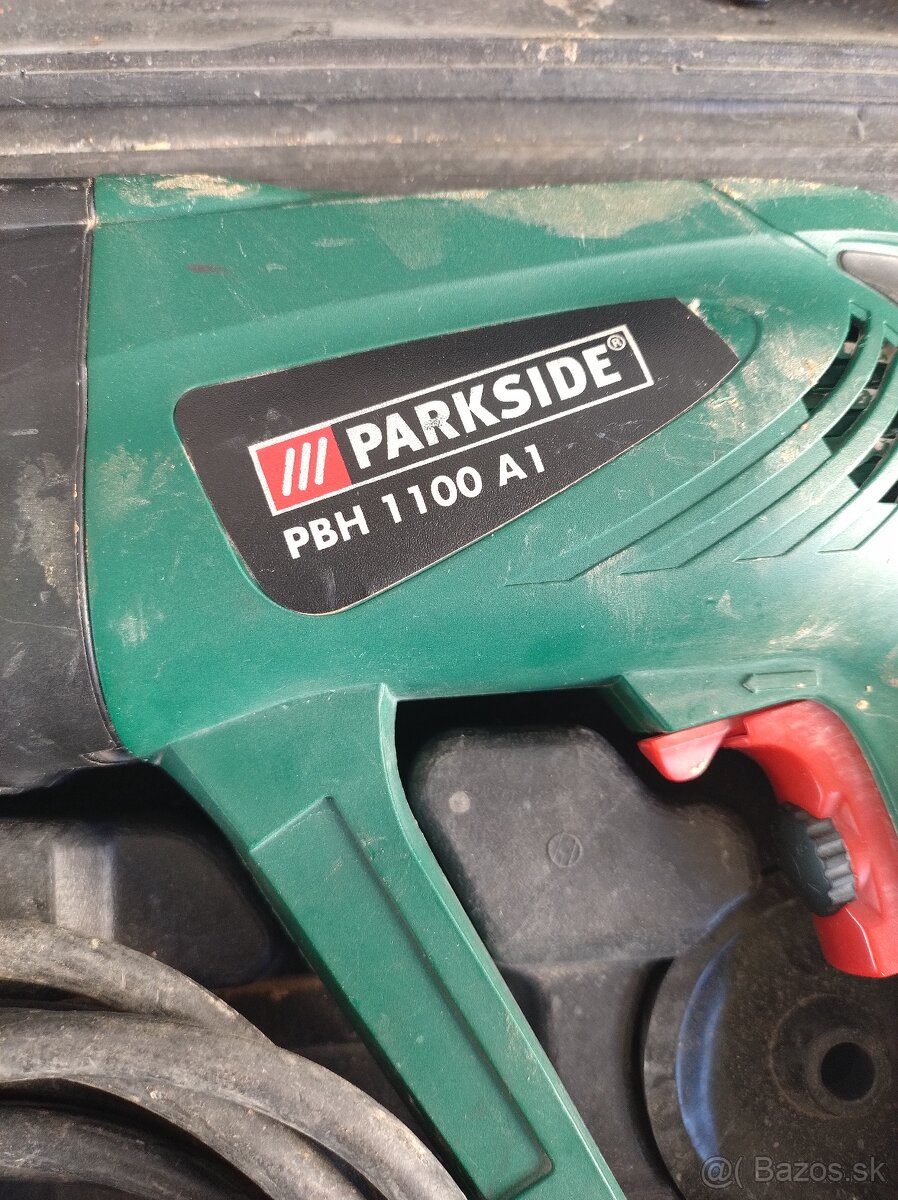 PARKSIDE®
PBH 1100 A1
@( Bazos.sk